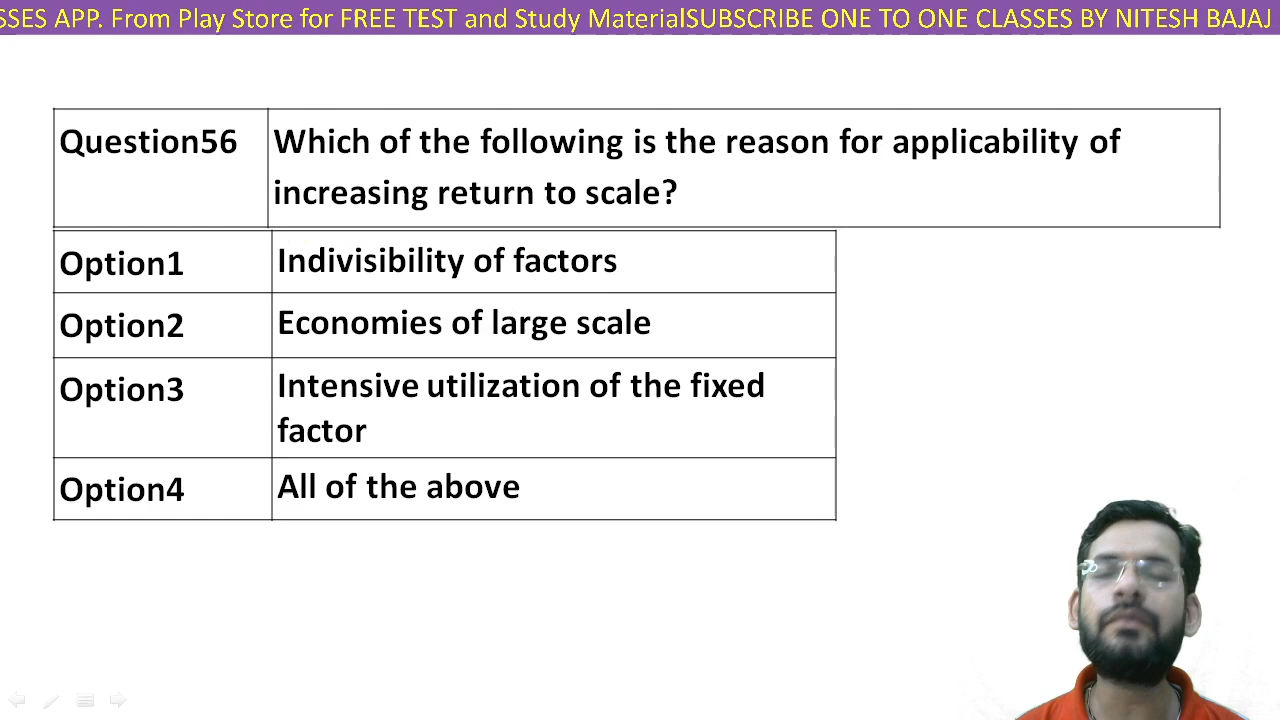 SSES APP. From Play Store for FREE TEST and Study MaterialSUBSCRIBE ONE TO ONE CLASSES BY NITESH BAJAJ
Question56
Which of the following is the reason for applicability of
increasing return to scale?
Option1
Indivisibility of factors
Option2
Economies of large scale
Option3
Intensive utilization of the fixed
factor
Option4
All of the above